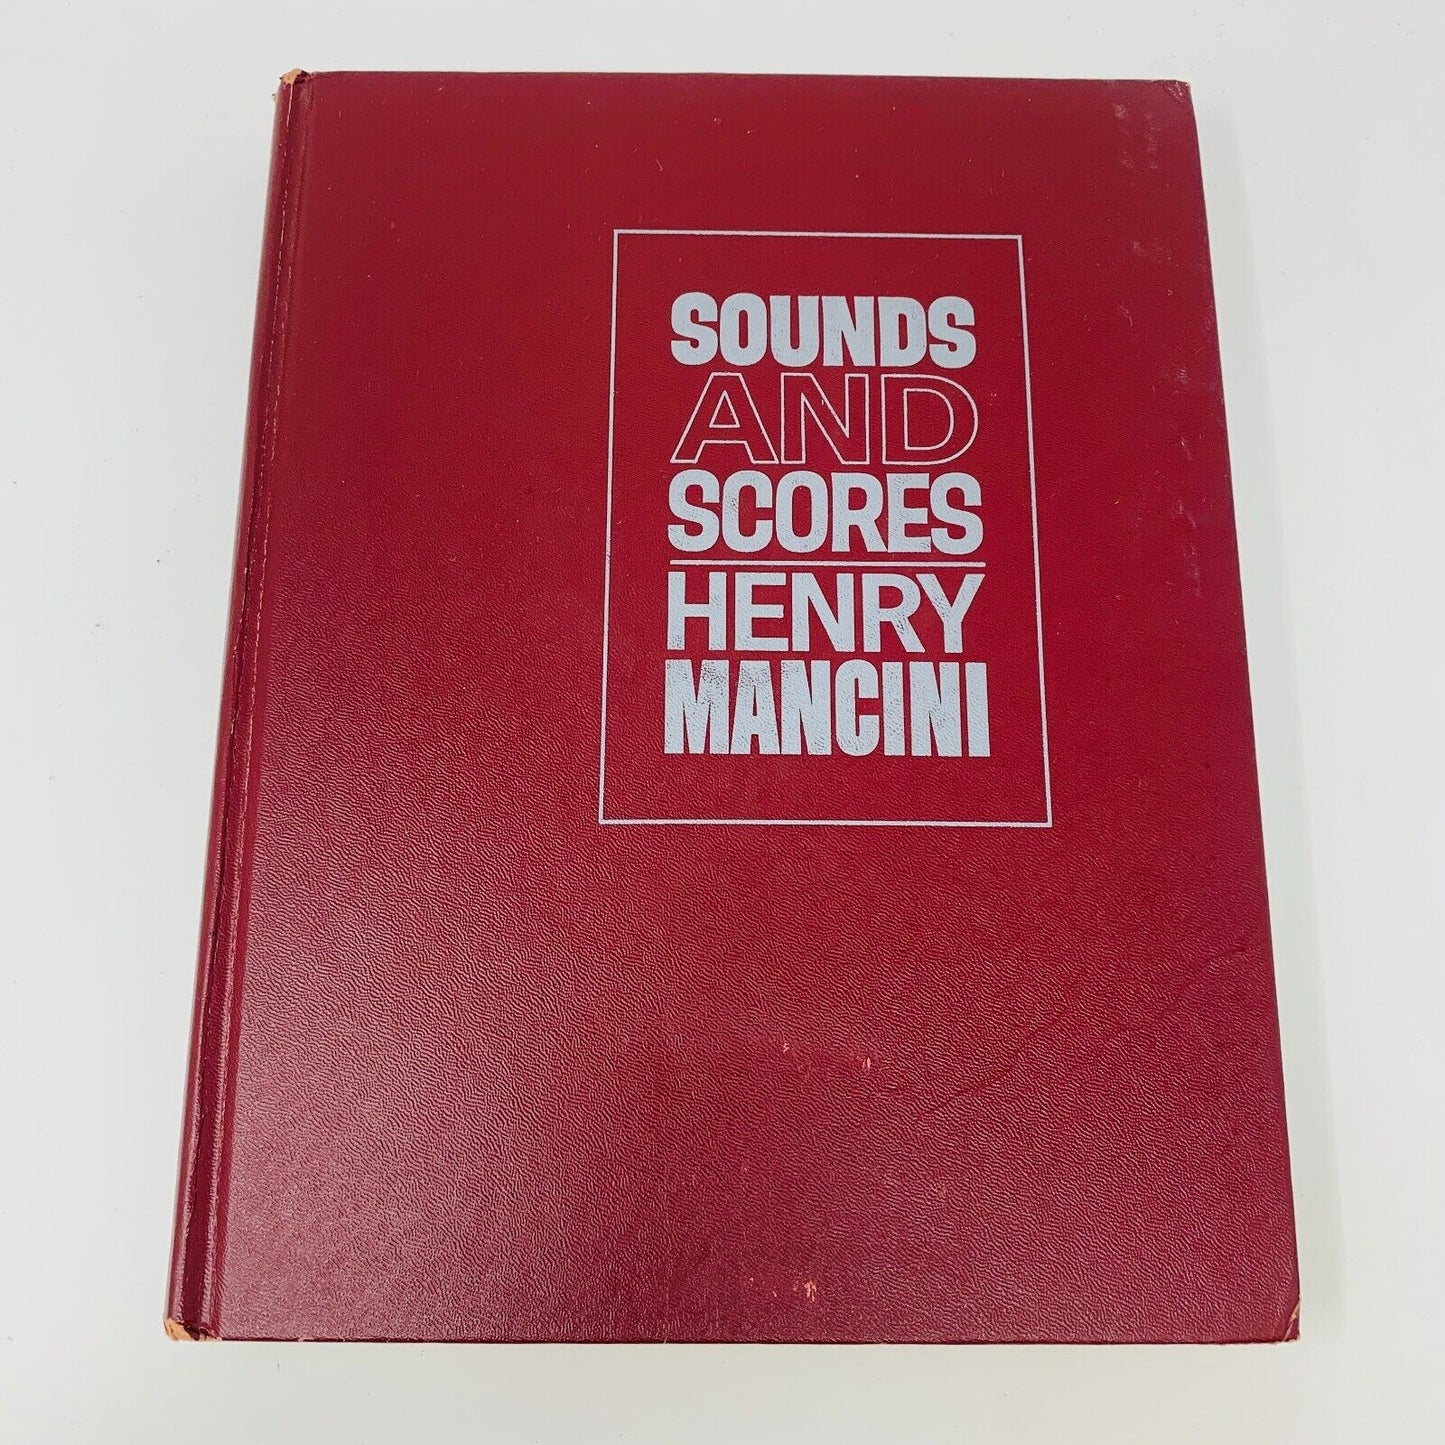 SOUNDS
AND
SCORES
HENRY
MANCINI